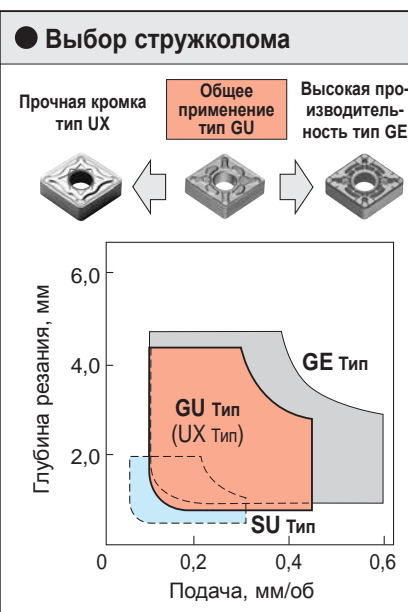 ● Выбор стружколома
Прочная кромка
тип UX
Общее
применение
тип GU
Высокая про-
изводитель-
ность тип GE
Глубина резания, мм
6,0
4,0
2,0
0
GE Тип
GU Тип
(UX Тип)
SU Тип
0,2
0,4
0,6
Подача, мм/об